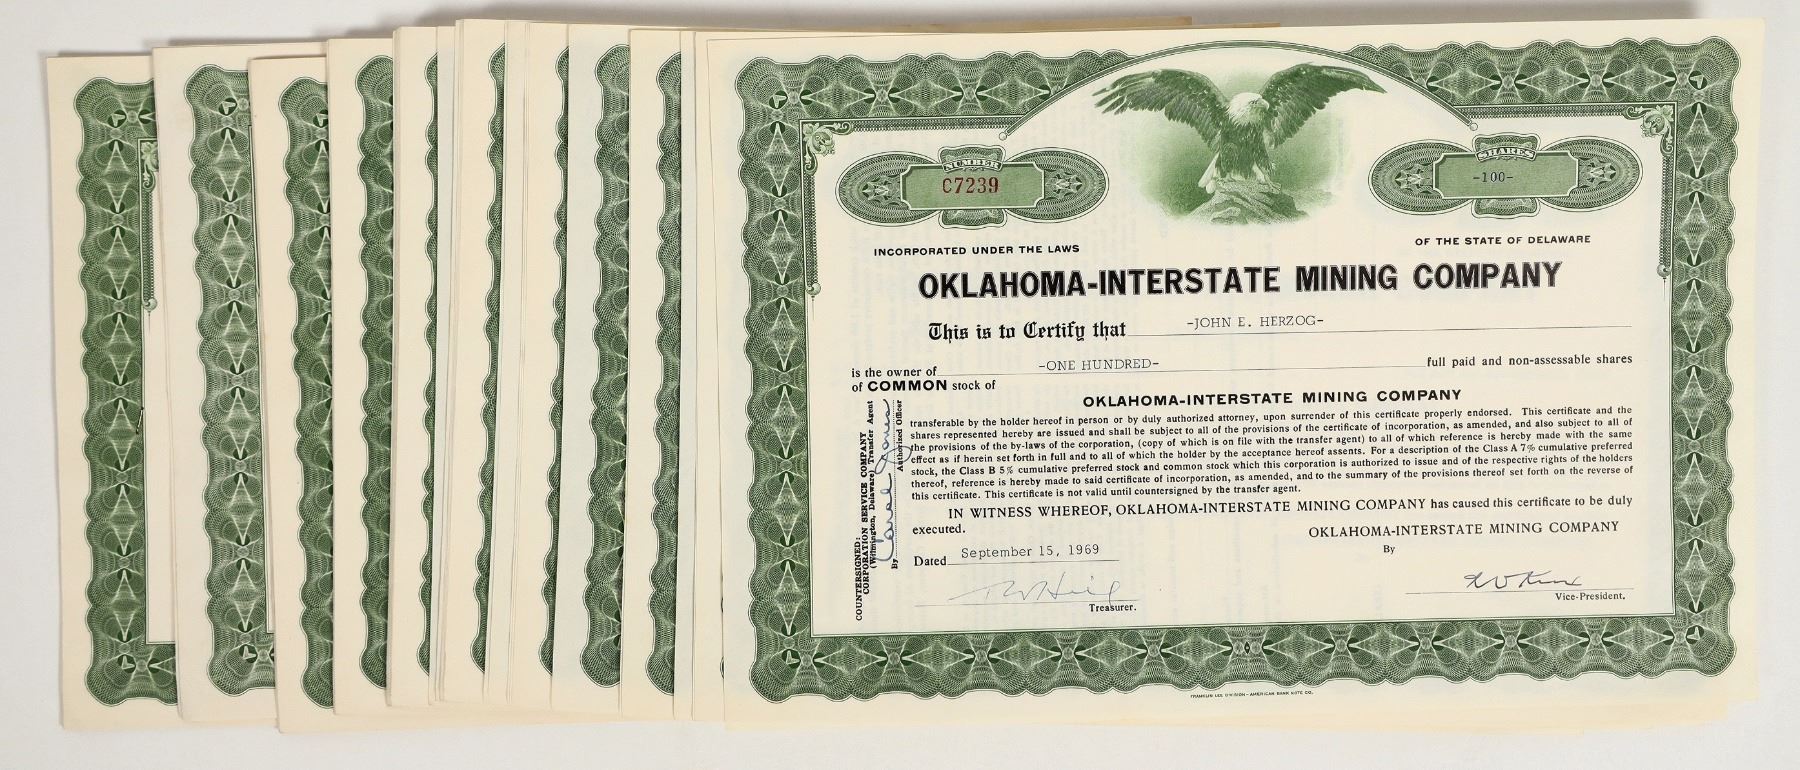 NUMBER
C7239
SHARES
-100-
INCORPORATED UNDER THE LAWS
OF THE STATE OF DELAWARE
OKLAHOMA-INTERSTATE MINING COMPANY
This is to Certify that -JOHN E. HERZOG-
is the owner of -ONE HUNDRED- full paid and non-assessable shares
of COMMON stock of
OKLAHOMA-INTERSTATE MINING COMPANY
transferable by the holder hereof in person or by duly authorized attorney, upon surrender of this certificate properly endorsed. This certificate and the
shares represented hereby are issued and shall be subject to all of the provisions of the certificate of incorporation, as amended, and also subject to all of
the provisions of the by-laws of the corporation, (copy of which is on file with the transfer agent) to all of which reference is hereby made with the same
effect as if herein set forth in full and to all of which the holder by the acceptance hereof assents. For a description of the Class A 7% cumulative preferred
stock, the Class B 5% cumulative preferred stock and common stock which this corporation is authorized to issue and of the respective rights of the holders
thereof, reference is hereby made to said certificate of incorporation, as amended, and to the summary of the provisions thereof set forth on the reverse of
this certificate. This certificate is not valid until countersigned by the transfer agent.
IN WITNESS WHEREOF, OKLAHOMA-INTERSTATE MINING COMPANY has caused this certificate to be duly
executed.
OKLAHOMA-INTERSTATE MINING COMPANY
By
Dated September 15, 1969
Treasurer.
Vice-President.
COUNTERSIGNED:
CORPORATION SERVICE COMPANY
(Wilmington, Delaware) Transfer Agent
By
Authorized Officer
FRANKLIN LEE DIVISION - AMERICAN BANK NOTE CO.